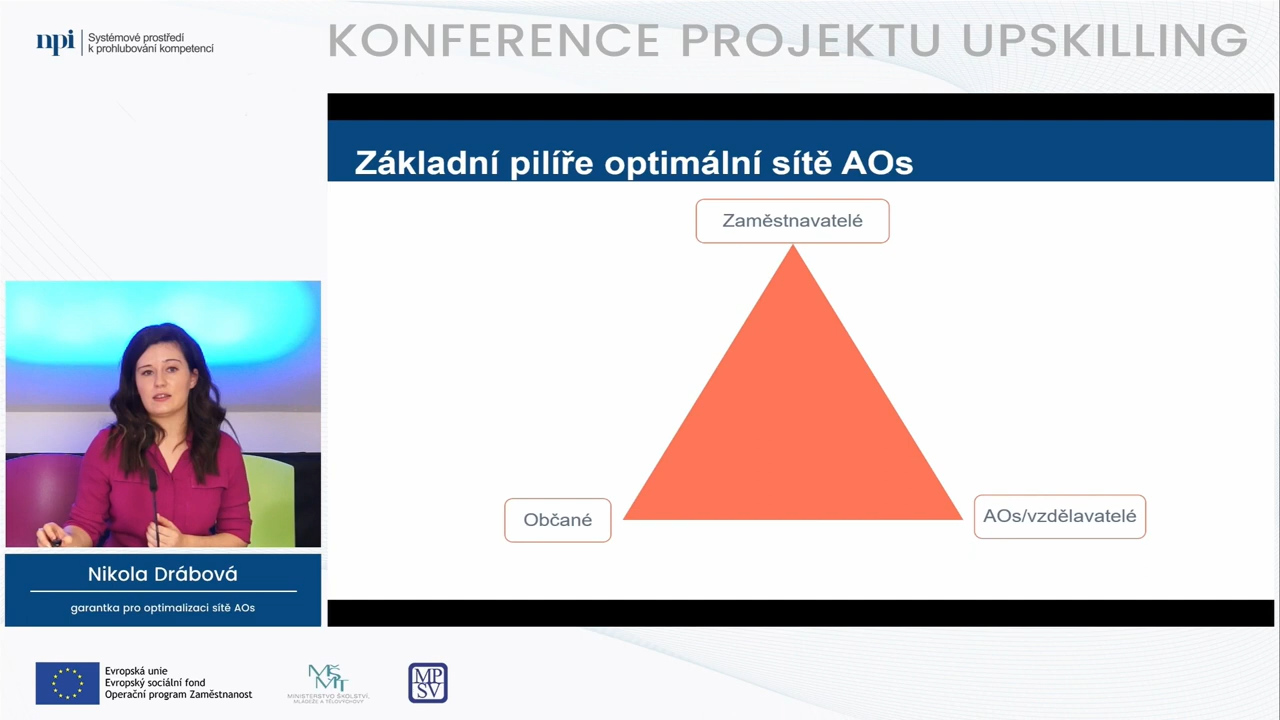 npi
Systémové prostředí
k prohlubování kompetencí
KONFERENCE PROJEKTU UPSKILLING
Základní pilíře optimální sítě AOs
Zaměstnavatelé
Občané
AOs/vzdělavatelé
Nikola Drábová
garantka pro optimalizaci sítě AOs
Evropská unie
Evropský sociální fond
Operační program Zaměstnanost
MŠ
MT
MINISTERSTVO ŠKOLSTVÍ,
MLÁDEŽE A TĚLOVÝCHOVY
MP
SV